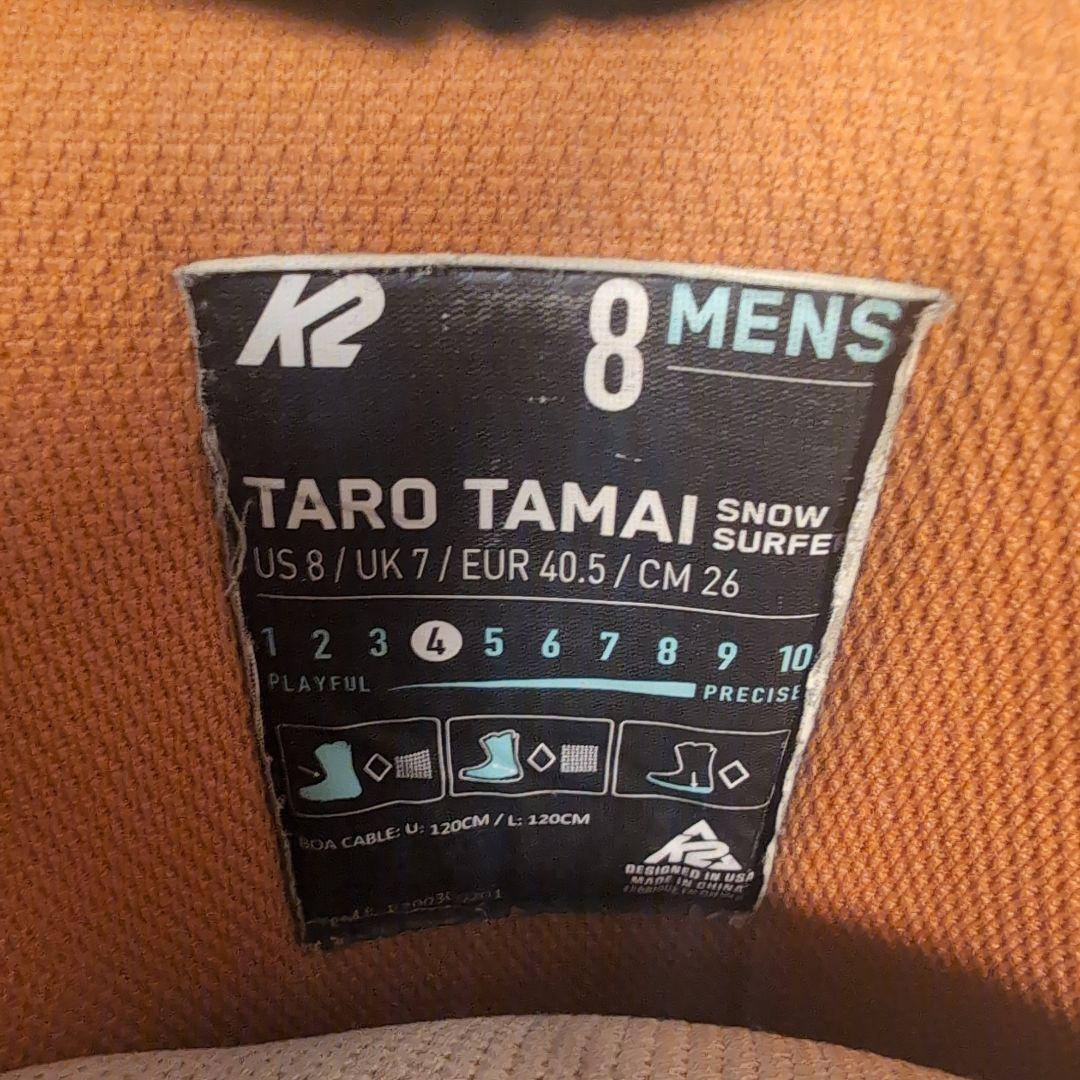 K2
8 MENS
TARO TAMAI SNOW
SURFE
US 8 / UK 7 / EUR 40.5 / CM 26
1 2 3 4 5 6 7 8 9 10
PLAYFUL PRECISE
BOA CABLE: U: 120CM / L: 120CM
K2
DESIGNED IN USA
MADE IN CHINA